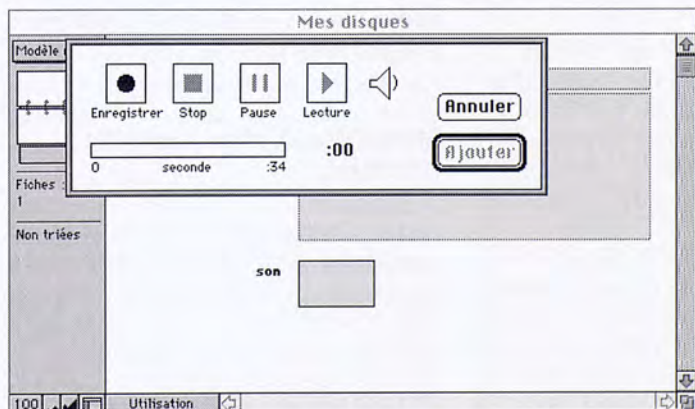 Mes disques
Modèle
Enregistrer Stop Pause Lecture
Annuler
0 seconde :34 :00
Ajouter
Fiches :
1
Non triées
son
100 Utilisation